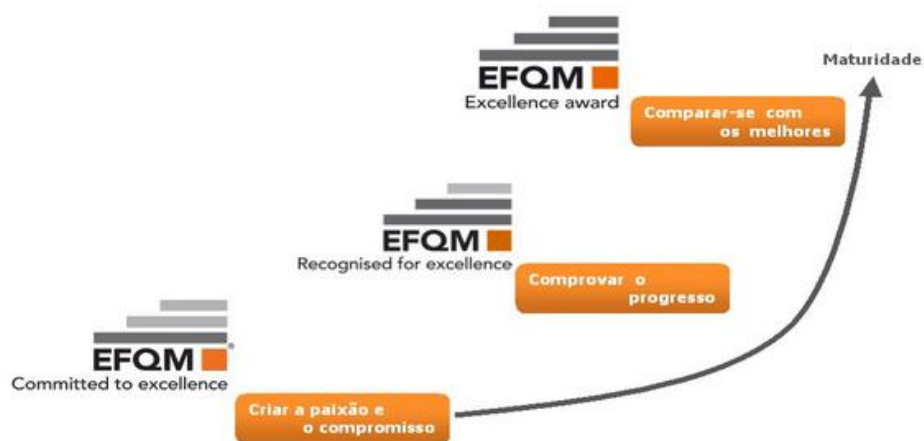 EFQM
Excellence award
Maturidade
Comparar-se com
os melhores
EFQM
Recognised for excellence
Comprovar o
progresso
EFQM®
Committed to excellence
Criar a paixão e
o compromisso